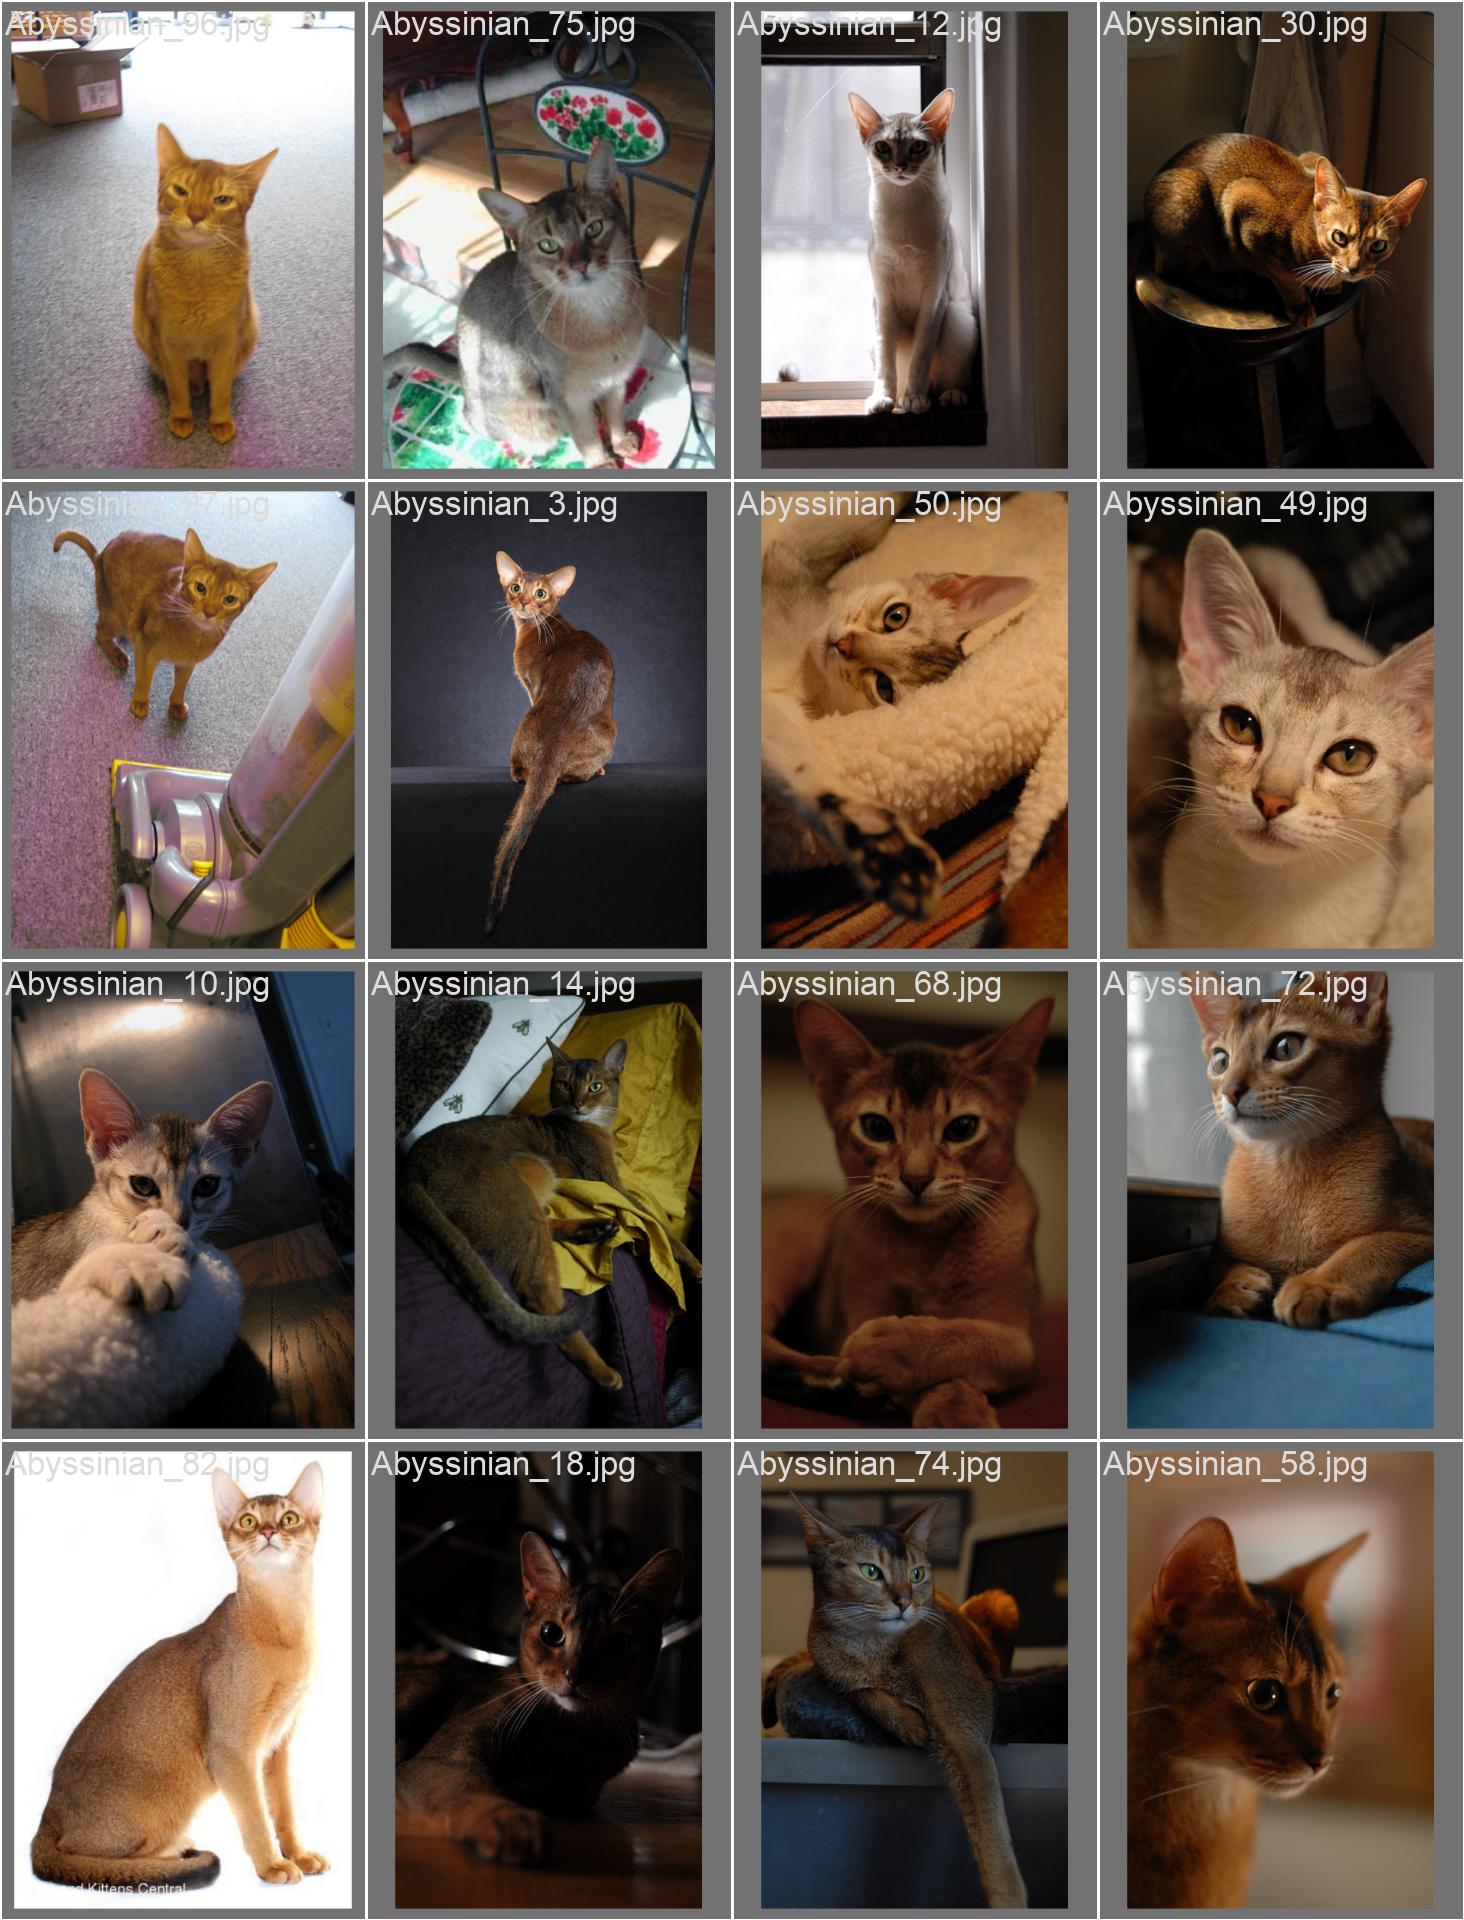 Abyssinian_96.jpg
Abyssinian_75.jpg
Abyssinian_12.jpg
Abyssinian_30.jpg
Abyssinian_97.jpg
Abyssinian_3.jpg
Abyssinian_50.jpg
Abyssinian_49.jpg
Abyssinian_10.jpg
Abyssinian_14.jpg
Abyssinian_68.jpg
Abyssinian_72.jpg
Abyssinian_82.jpg
Abyssinian_18.jpg
Abyssinian_74.jpg
Abyssinian_58.jpg
Kittens Central